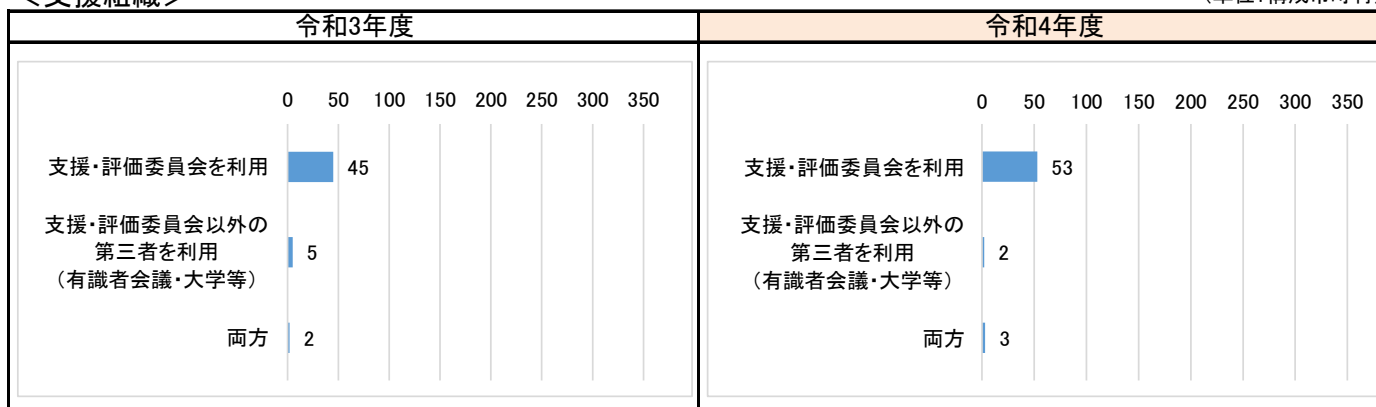 ＜支援組織＞
令和3年度
令和4年度
0 50 100 150 200 250 300 350
支援・評価委員会を利用 45
支援・評価委員会以外の
第三者を利用 5
（有識者会議・大学等）
両方 2
0 50 100 150 200 250 300 350
支援・評価委員会を利用 53
支援・評価委員会以外の
第三者を利用 2
（有識者会議・大学等）
両方 3